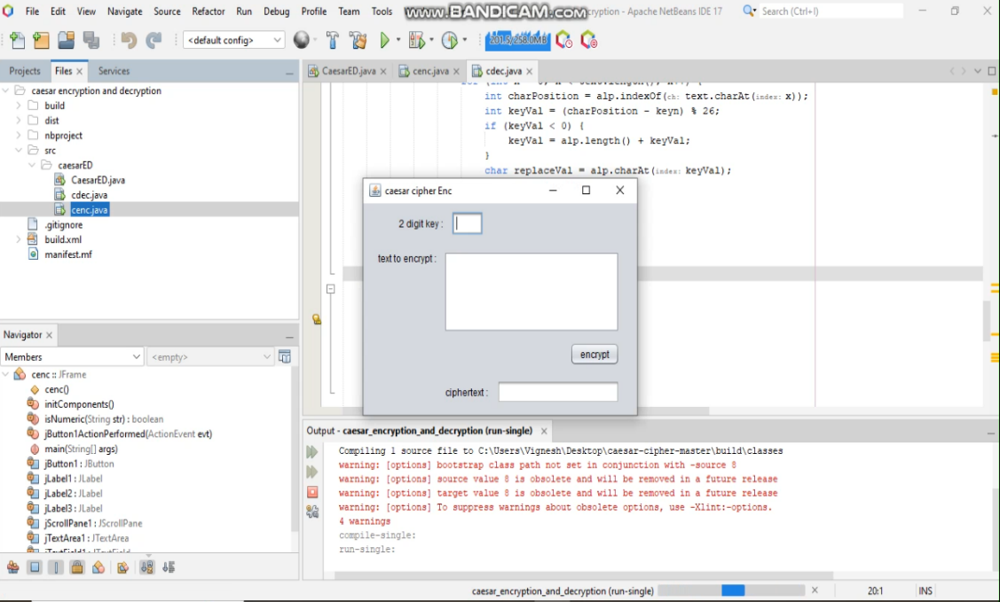 File Edit View Navigate Source Refactor Run Debug Profile Team Tools www.BANDICAM.com cryption - Apache NetBeans IDE 17 Search (Ctrl+I)
<default config> 201.5/258.0MB
Projects Files Services
caesar encryption and decryption
build
dist
nbproject
src
caesarED
CaesarED.java
cdec.java
cenc.java
.gitignore
build.xml
manifest.mf
CaesarED.java cenc.java cdec.java
int charPosition = alp.indexOf(ch: text.charAt(index: x));
int keyVal = (charPosition - keyn) % 26;
if (keyVal < 0) {
keyVal = alp.length() + keyVal;
}
char replaceVal = alp.charAt(index: keyVal);
caesar cipher Enc
2 digit key :
text to encrypt :
encrypt
ciphertext :
Navigator
Members <empty>
cenc :: JFrame
cenc()
initComponents()
isNumeric(String str) : boolean
jButton1ActionPerformed(ActionEvent evt)
main(String[] args)
jButton1 : JButton
jLabel1 : JLabel
jLabel2 : JLabel
jLabel3 : JLabel
jScrollPane1 : JScrollPane
jTextArea1 : JTextArea
jTextField1 : JTextField
Output - caesar_encryption_and_decryption (run-single)
Compiling 1 source file to C:\Users\Vignesh\Desktop\caesar-cipher-master\build\classes
warning: [options] bootstrap class path not set in conjunction with -source 8
warning: [options] source value 8 is obsolete and will be removed in a future release
warning: [options] target value 8 is obsolete and will be removed in a future release
warning: [options] To suppress warnings about obsolete options, use -Xlint:-options.
4 warnings
compile-single:
run-single:
caesar_encryption_and_decryption (run-single) 20:1 INS